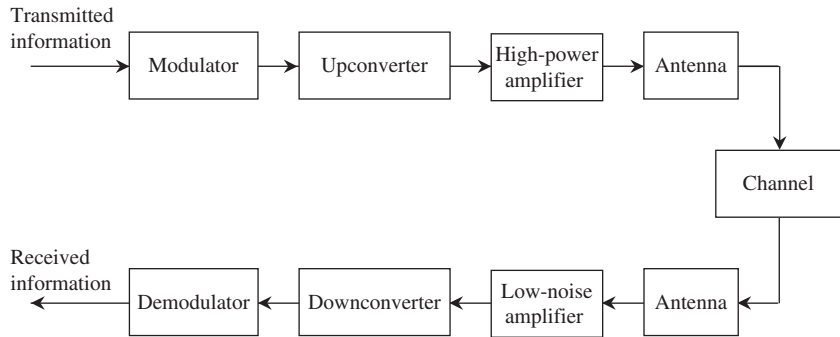 Transmitted
information
Modulator
Upconverter
High-power
amplifier
Antenna
Channel
Received
information
Demodulator
Downconverter
Low-noise
amplifier
Antenna